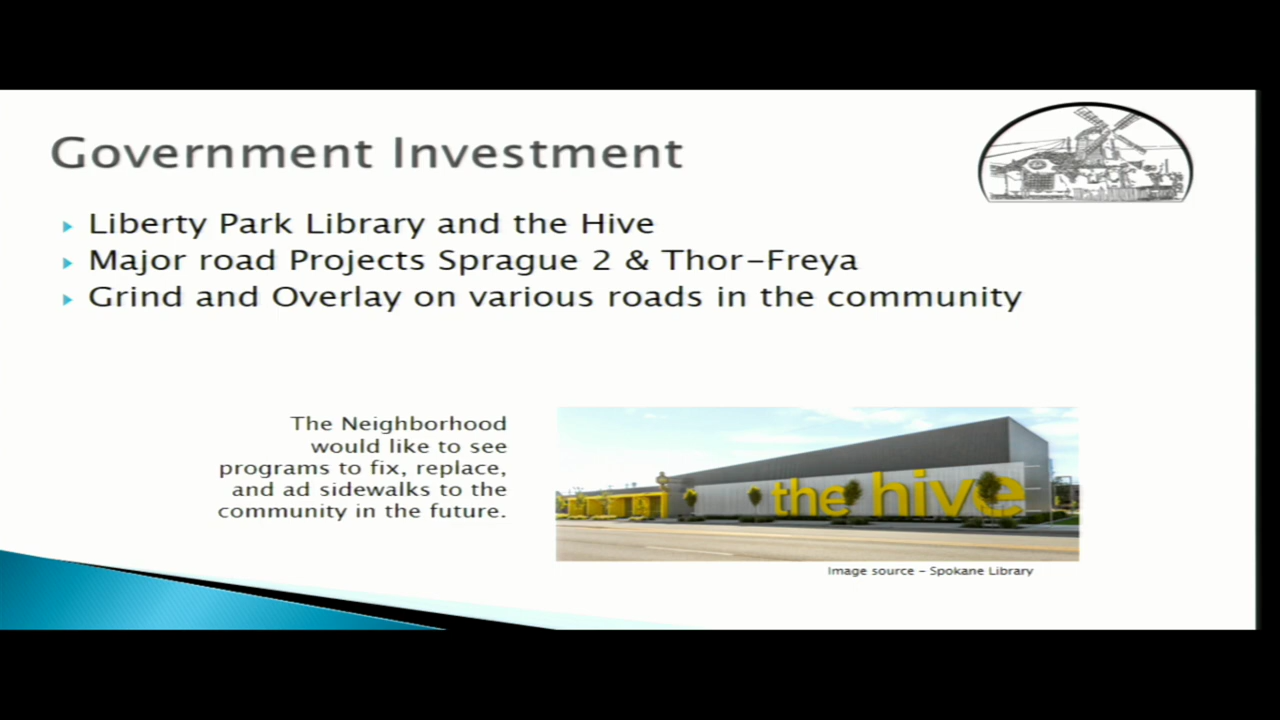 Government Investment
Liberty Park Library and the Hive
Major road Projects Sprague 2 & Thor-Freya
Grind and Overlay on various roads in the community
The Neighborhood
would like to see
programs to fix, replace,
and ad sidewalks to the
community in the future.
the hive
Image source - Spokane Library